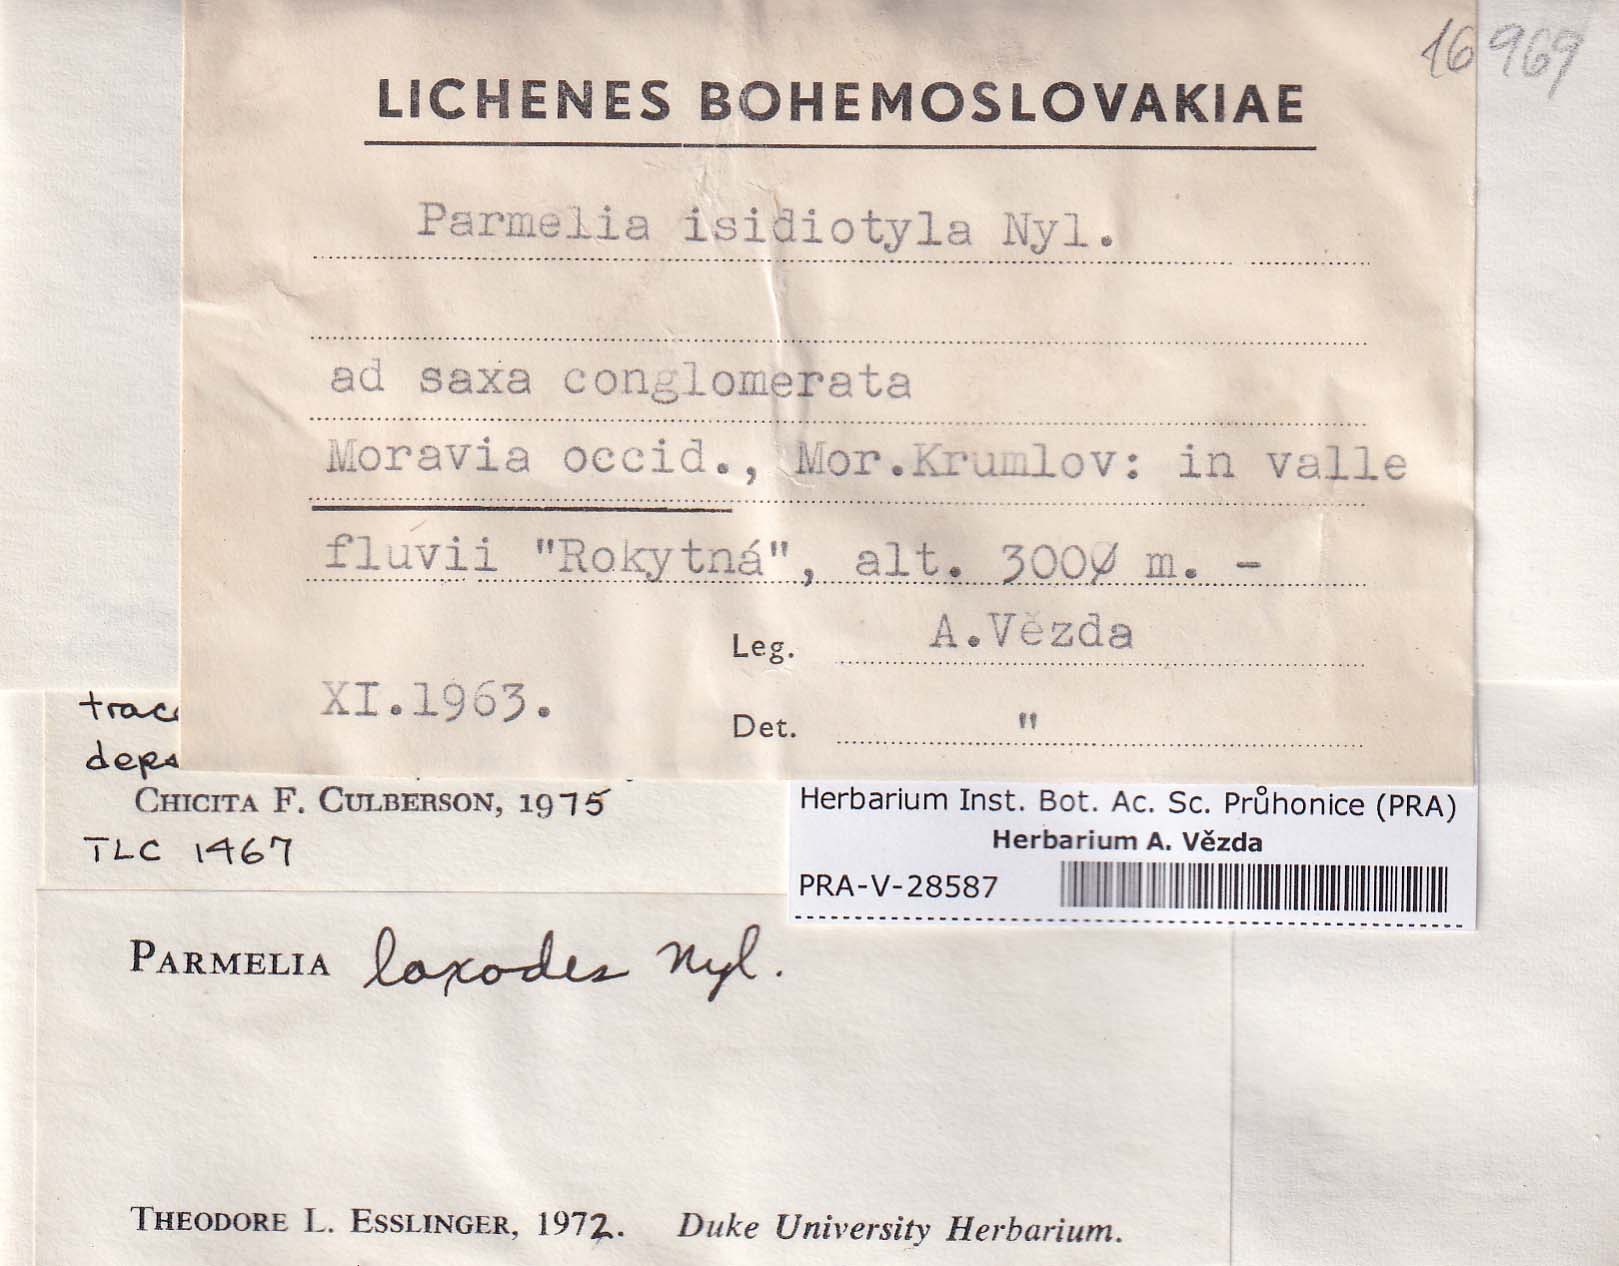 16969
LICHENES BOHEMOSLOVAKIAE
Parmelia isidiotyla Nyl.
ad saxa conglomerata
Moravia occid., Mor.Krumlov: in valle
fluvii "Rokytná", alt. 3000 m. -
Leg. A.Vězda
XI.1963.
Det. "
CHICITA F. CULBERSON, 1975
TLC 1467
Herbarium Inst. Bot. Ac. Sc. Průhonice (PRA)
Herbarium A. Vězda
PRA-V-28587
PARMELIA loxodes Nyl.
THEODORE L. ESSLINGER, 1972. Duke University Herbarium.